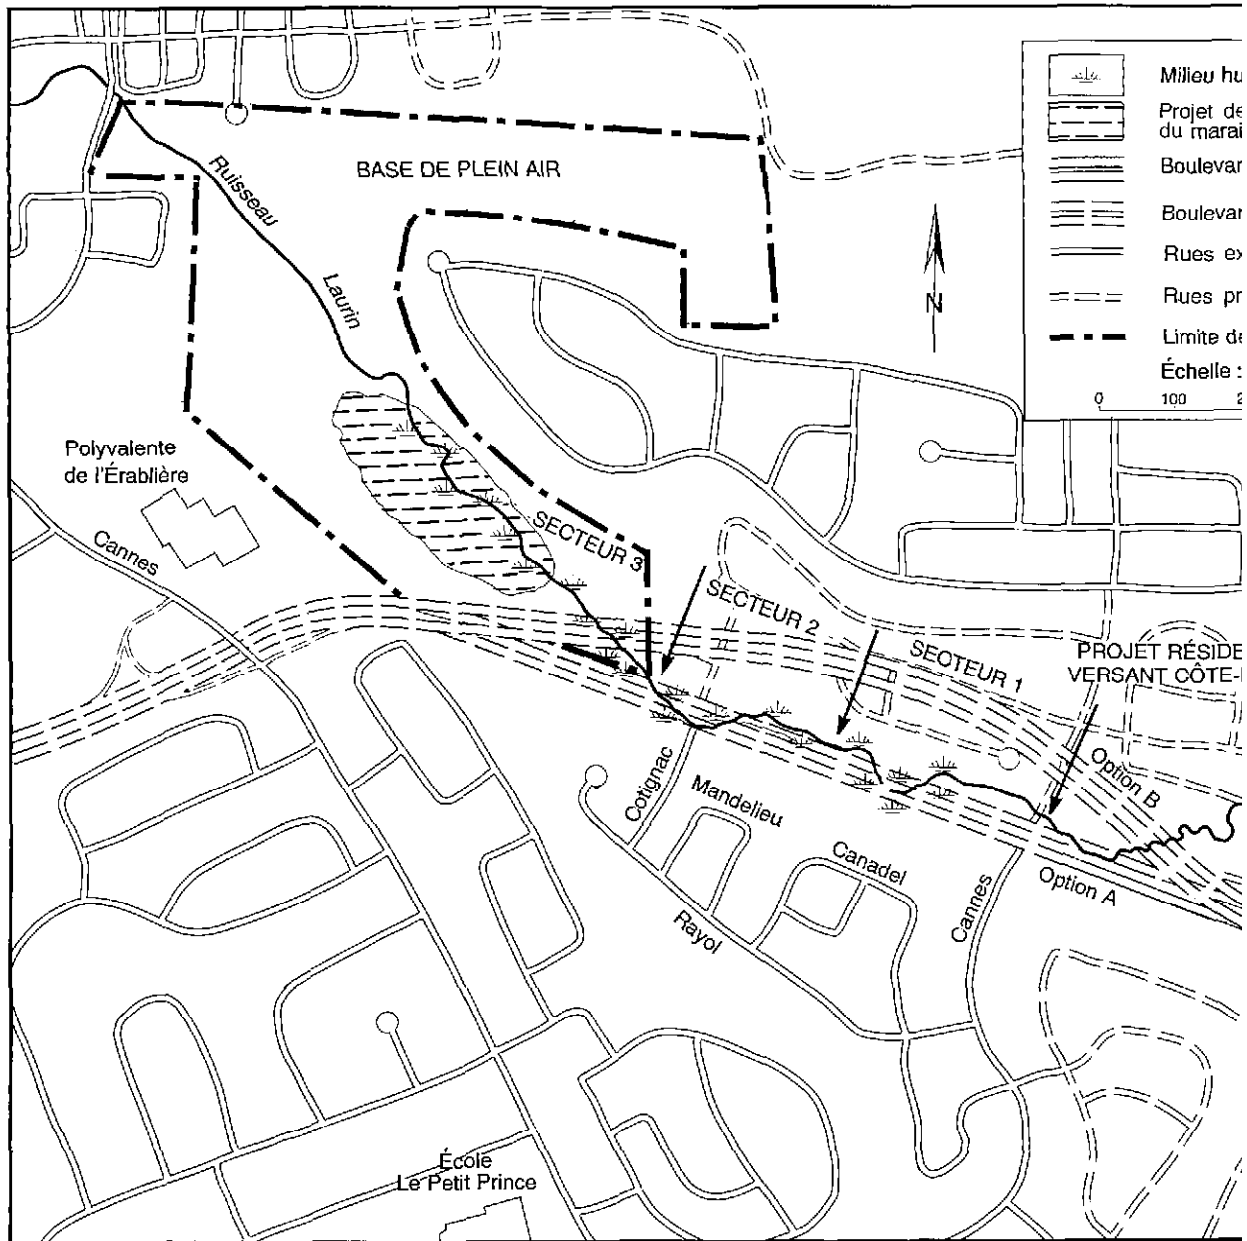 Milieu hu
Projet de
du marai
Boulevar
Boulevar
Rues ex
Rues pr
Limite de
Échelle :
0 100 2
BASE DE PLEIN AIR
Ruisseau
Laurin
N
Polyvalente
de l'Érablière
Cannes
SECTEUR 3
SECTEUR 2
SECTEUR 1
PROJET RÉSIDE
VERSANT CÔTE-
Option B
Option A
Cotignac
Mandelieu
Canadel
Cannes
Rayol
École
Le Petit Prince